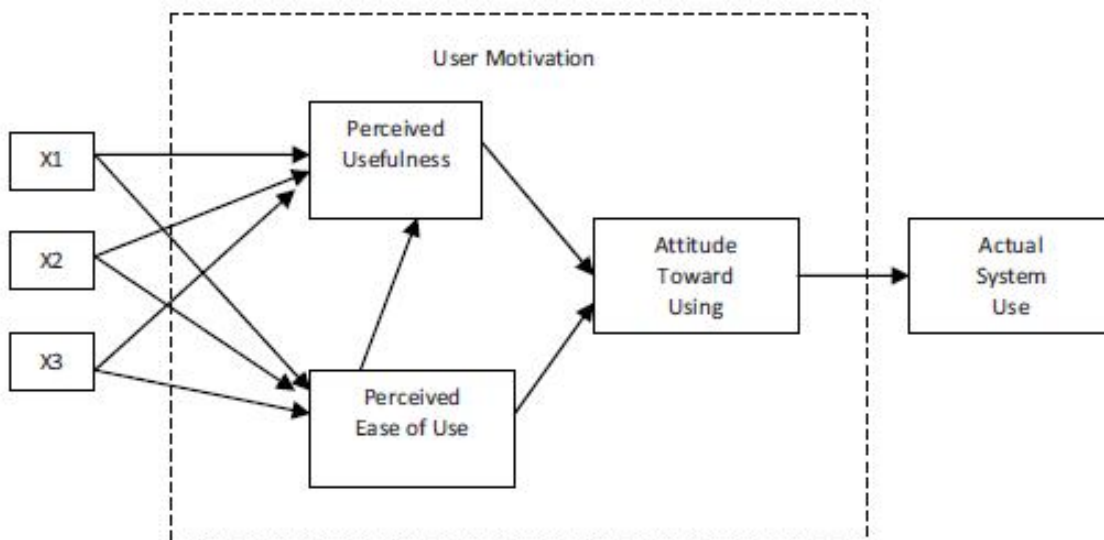 User Motivation
X1
X2
X3
Perceived
Usefulness
Perceived
Ease of Use
Attitude
Toward
Using
Actual
System
Use